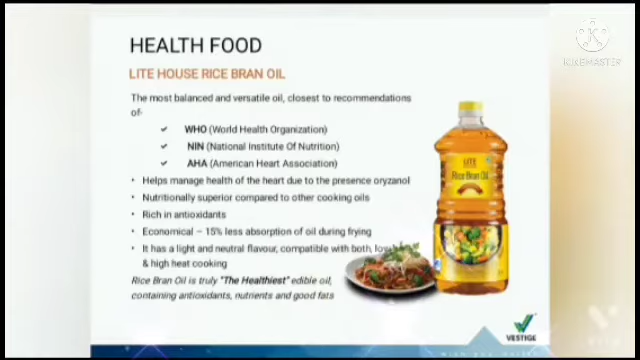 HEALTH FOOD
KINEMASTER
LITE HOUSE RICE BRAN OIL
The most balanced and versatile oil, closest to recommendations
of-
✓ WHO (World Health Organization)
✓ NIN (National Institute Of Nutrition)
✓ AHA (American Heart Association)
• Helps manage health of the heart due to the presence oryzanol
• Nutritionally superior compared to other cooking oils
• Rich in antioxidants
• Economical – 15% less absorption of oil during frying
• It has a light and neutral flavour, compatible with both, low
& high heat cooking
Rice Bran Oil is truly "The Healthiest" edible oil,
containing antioxidants, nutrients and good fats
LITE
Rice Bran Oil
VESTIGE